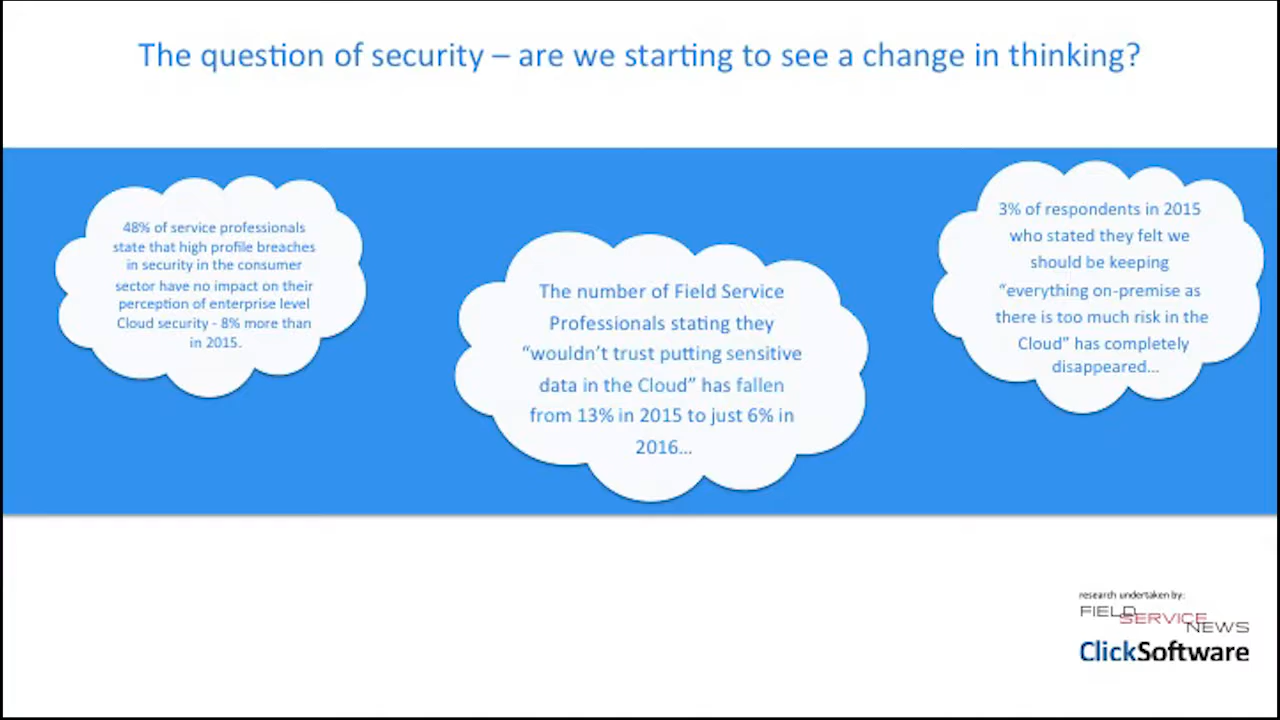 The question of security – are we starting to see a change in thinking?
48% of service professionals
state that high profile breaches
in security in the consumer
sector have no impact on their
perception of enterprise level
Cloud security - 8% more than
in 2015.
The number of Field Service
Professionals stating they
“wouldn’t trust putting sensitive
data in the Cloud” has fallen
from 13% in 2015 to just 6% in
2016…
3% of respondents in 2015
who stated they felt we
should be keeping
“everything on-premise as
there is too much risk in the
Cloud” has completely
disappeared…
research undertaken by:
FIELD
SERVICE
NEWS
ClickSoftware